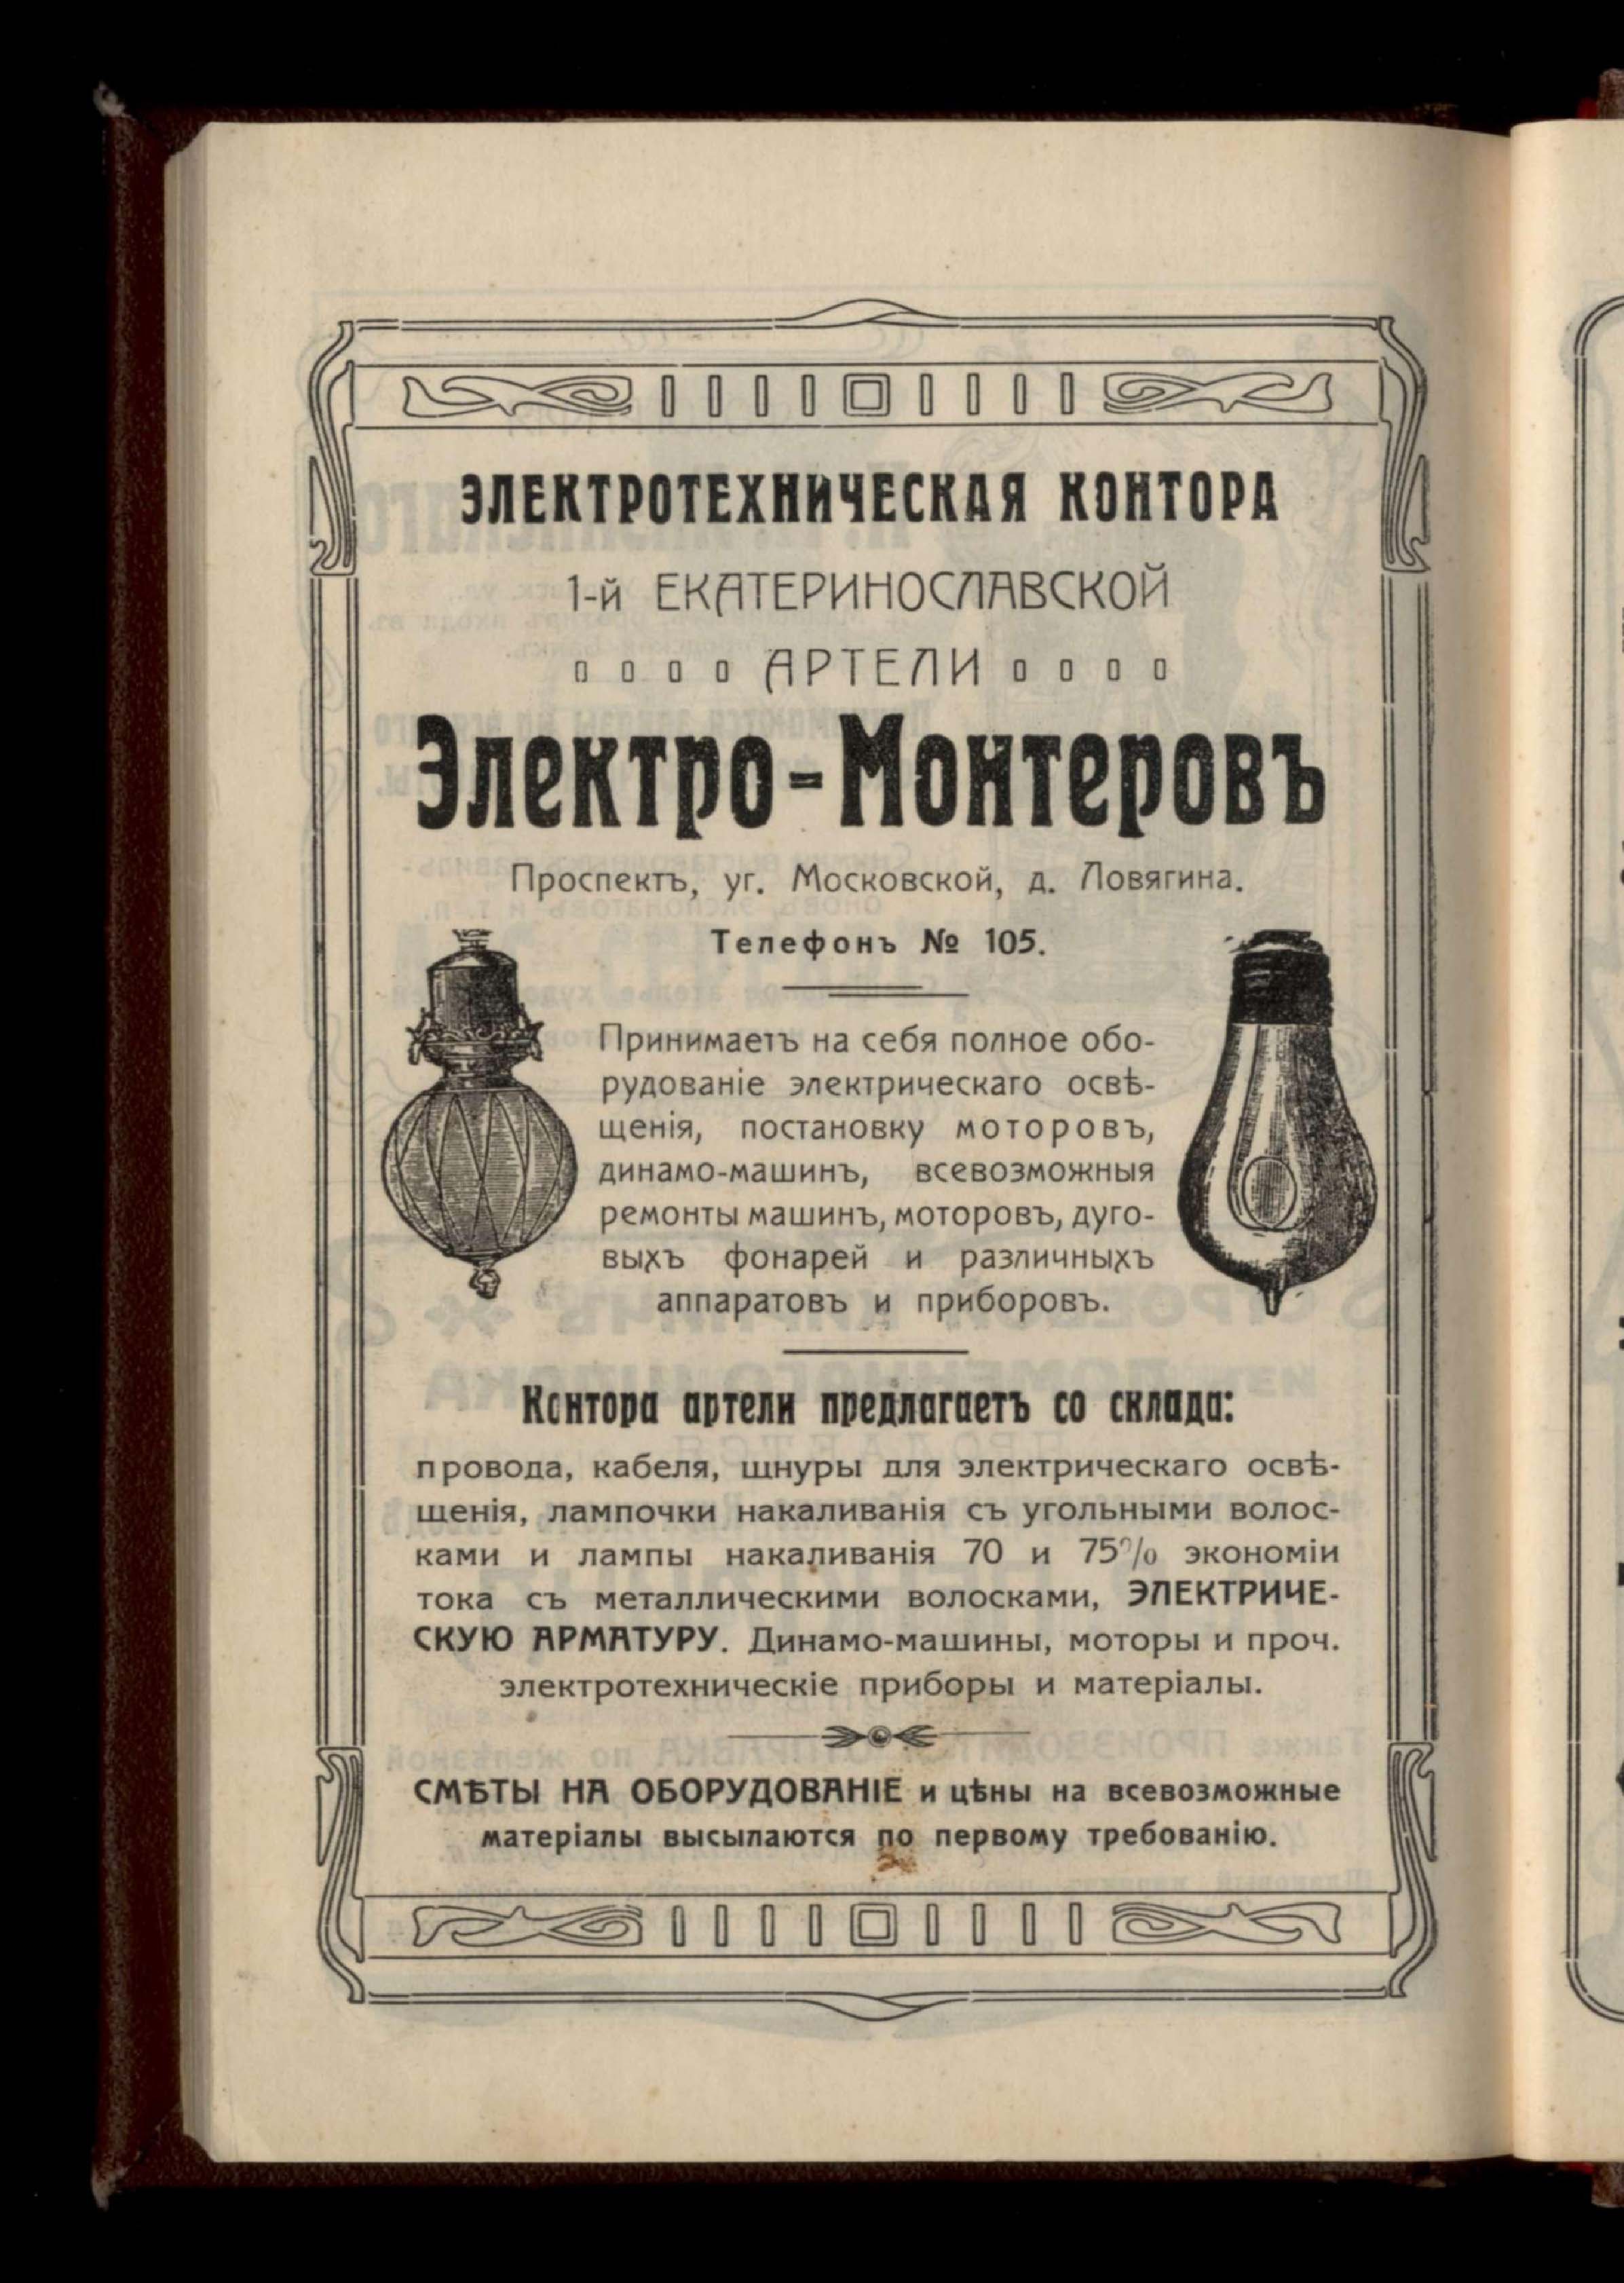 ЭЛЕКТРОТЕХНИЧЕСКАЯ КОНТОРА
1-й ЕКАТЕРИНОСЛАВСКОЙ
АРТЕЛИ
Электро-Монтеровъ
Проспектъ, уг. Московской, д. Ловягина.
Телефонъ № 105.
Принимаетъ на себя полное обо-
рудованіе электрическаго освѣ-
щенія, постановку моторовъ,
динамо-машинъ, всевозможныя
ремонты машинъ, моторовъ, дуго-
выхъ фонарей и различныхъ
аппаратовъ и приборовъ.
Контора артели предлагаетъ со склада:
провода, кабеля, шнуры для электрическаго освѣ-
щенія, лампочки накаливанія съ угольными волос-
ками и лампы накаливанія 70 и 75% экономіи
тока съ металлическими волосками, ЭЛЕКТРИЧЕ-
СКУЮ АРМАТУРУ. Динамо-машины, моторы и проч.
электротехническіе приборы и матеріалы.
СМѢТЫ НА ОБОРУДОВАНІЕ и цѣны на всевозможные
матеріалы высылаются по первому требованію.